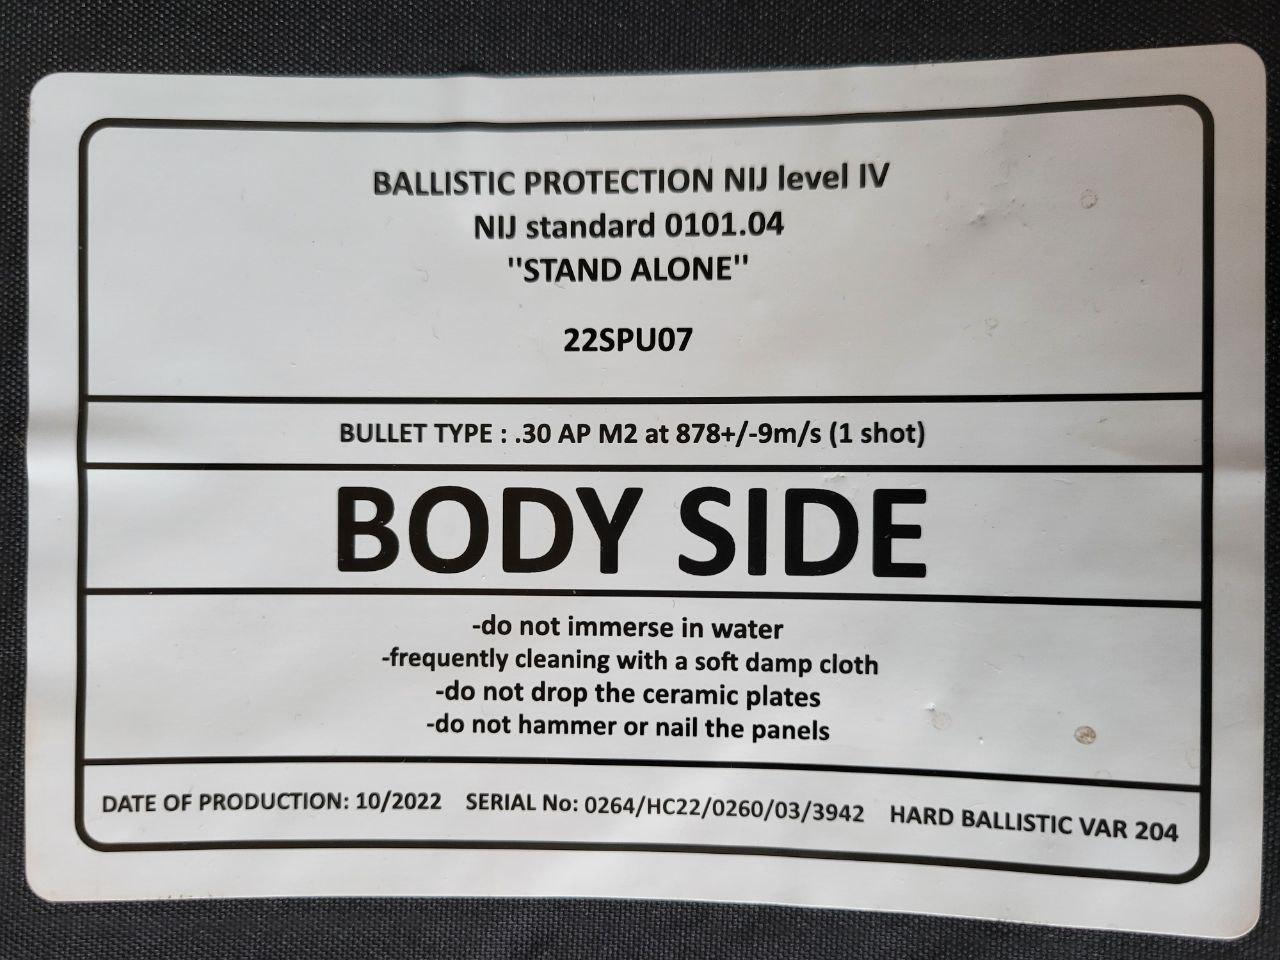 BALLISTIC PROTECTION NIJ level IV
NIJ standard 0101.04
"STAND ALONE"
22SPU07
BULLET TYPE : .30 AP M2 at 878+/-9m/s (1 shot)
BODY SIDE
-do not immerse in water
-frequently cleaning with a soft damp cloth
-do not drop the ceramic plates
-do not hammer or nail the panels
DATE OF PRODUCTION: 10/2022 SERIAL No: 0264/HC22/0260/03/3942 HARD BALLISTIC VAR 204